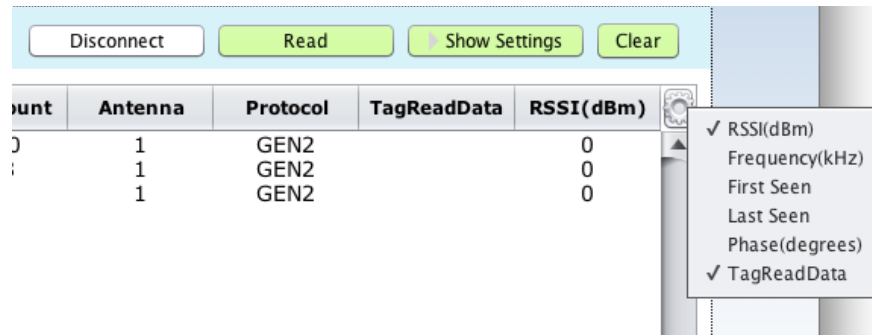 Disconnect Read Show Settings Clear
Antenna Protocol TagReadData RSSI(dBm)
1 GEN2 0
1 GEN2 0
1 GEN2 0
✓ RSSI(dBm)
Frequency(kHz)
First Seen
Last Seen
Phase(degrees)
✓ TagReadData